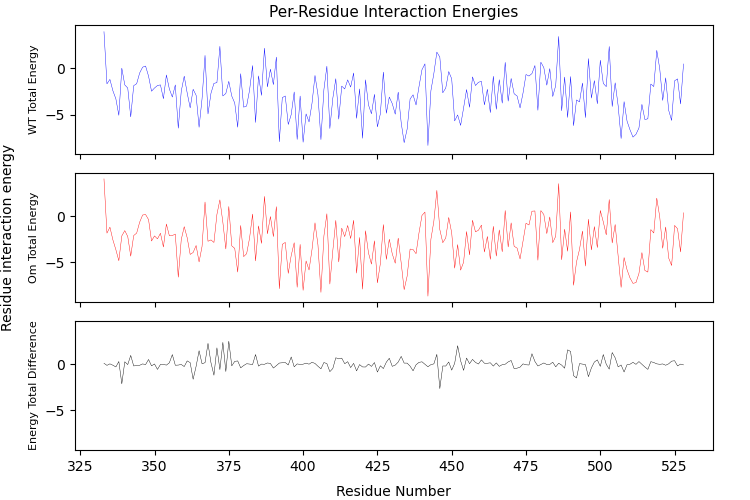 Per-Residue Interaction Energies
Residue interaction energy
WT Total Energy
0
−5
Om Total Energy
0
−5
Energy Total Difference
0
−5
325 350 375 400 425 450 475 500 525
Residue Number